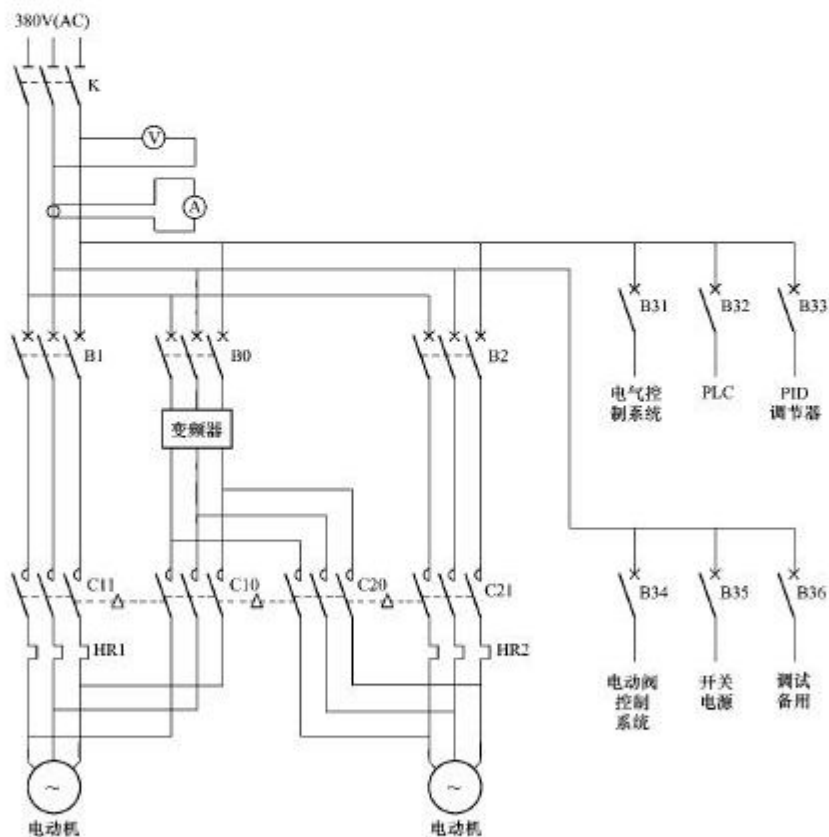 380V(AC)
K
V
A
B1
B0
B2
B31
B32
B33
电气控
制系统
PLC
PID
调节器
变频器
C11
C10
C20
C21
B34
B35
B36
HR1
HR2
电动阀
控制
系统
开关
电源
调试
备用
~
~
电动机
电动机